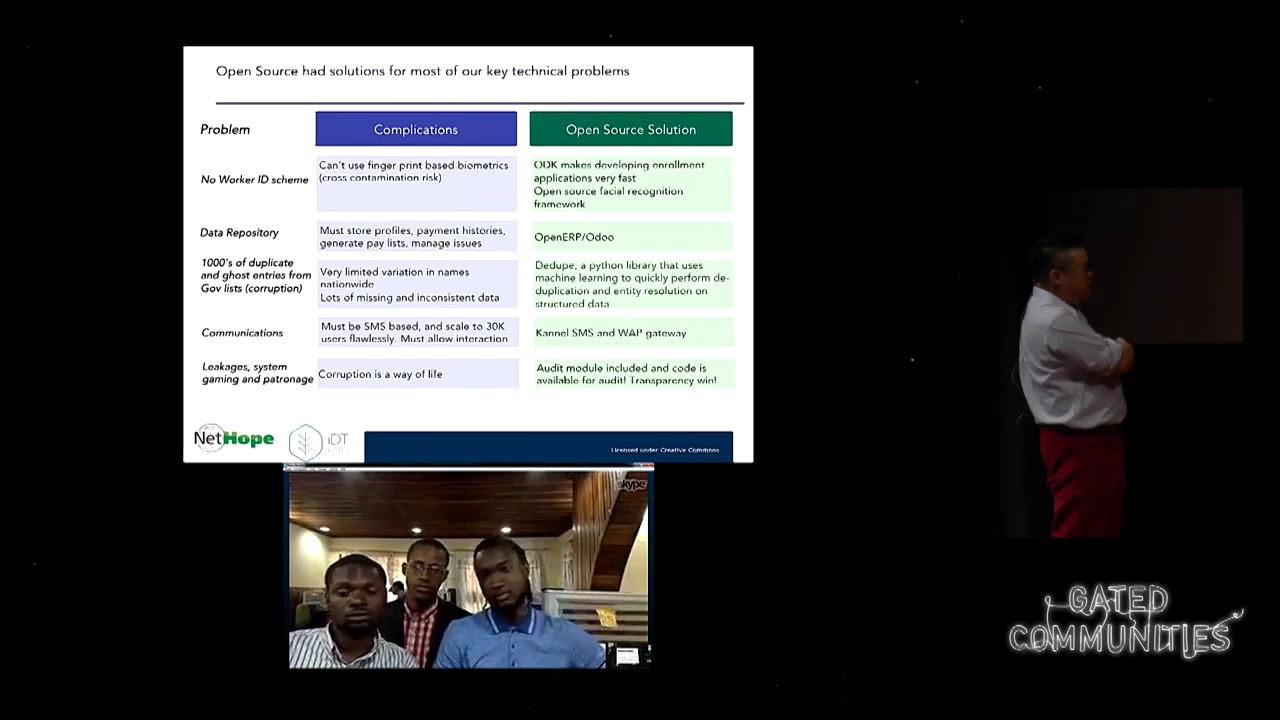 Open Source had solutions for most of our key technical problems
Problem
Complications
Open Source Solution
No Worker ID scheme
Can't use finger print based biometrics
(cross contamination risk)
ODK makes developing enrollment
applications very fast
Open source facial recognition
framework
Data Repository
Must store profiles, payment histories,
generate pay lists, manage issues
OpenERP/Odoo
1000's of duplicate
and ghost entries from
Gov lists (corruption)
Very limited variation in names
nationwide
Lots of missing and inconsistent data
Dedupe, a python library that uses
machine learning to quickly perform de-
duplication and entity resolution on
structured data
Communications
Must be SMS based, and scale to 30K
users flawlessly. Must allow interaction
Kannel SMS and WAP gateway
Leakages, system
gaming and patronage
Corruption is a way of life
Audit module included and code is
available for audit! Transparency win!
NetHope
iDT
Licensed under Creative Commons
skype
GATED
COMMUNITIES